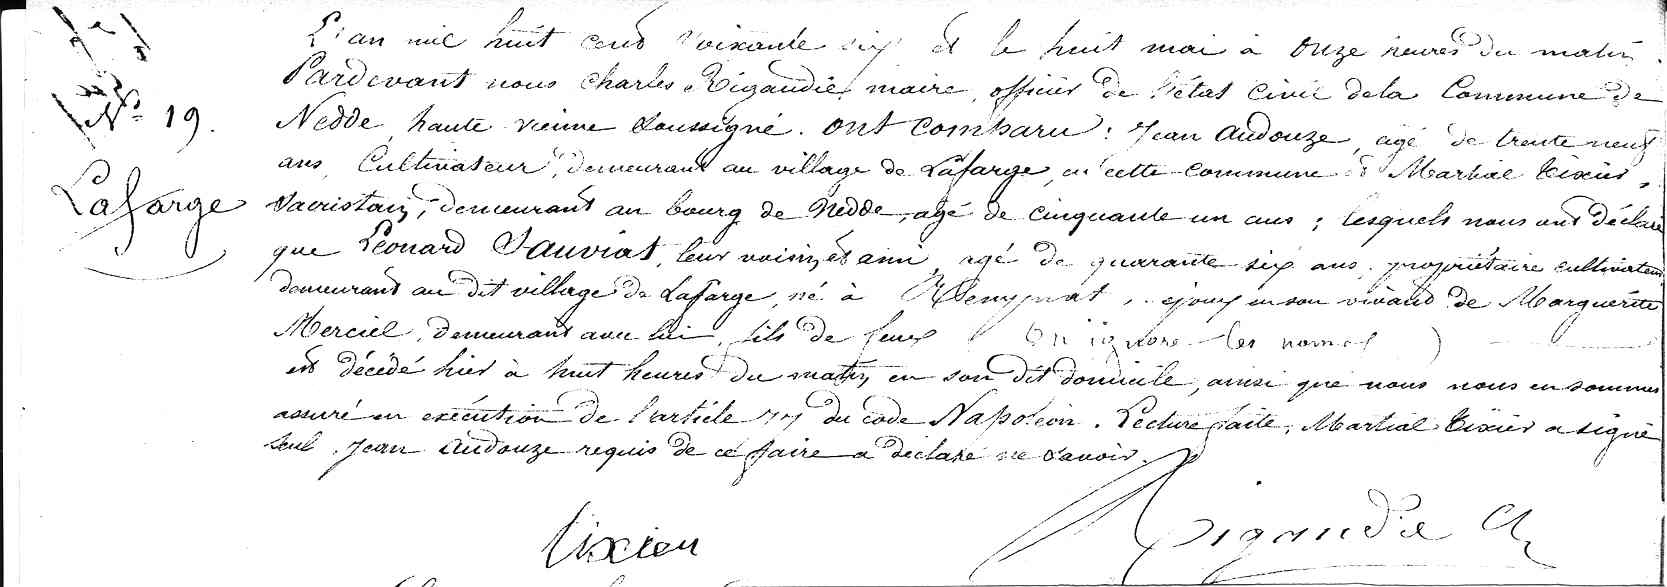 L'an mil huit cent soixante six et le huit mai à onze heures du matin.
Pardevant nous Charles Rigaudie, maire, officier de l'état civil de la Commune de
N° 19.
Nedde, haute vienne soussigné. ont comparu : Jean Audouze, agé de trente neuf
ans, Cultivateur, demeurant au village de Lafarge, en cette Commune et Martial Tixier,
Lafarge
Sacristain, demeurant au bourg de Nedde, agé de cinquante un ans ; lesquels nous ont déclaré
que Léonard Sauviat, leur voisin et ami, agé de quarante six ans, propriétaire cultivateur
demeurant au dit village de Lafarge, né à époux en son vivant de Marguerite
Merciel, demeurant avec lui, fils de feux (on ignore les noms)
est décédé hier à huit heures du matin en son dit domicile, ainsi que nous nous en sommes
assuré en exécution de l'article 77 du code Napoléon. Lecture faite, Martial Tixier a signé
seul. Jean Audouze requis de ce faire a déclaré ne savoir.
Tixier Rigaudie Ch